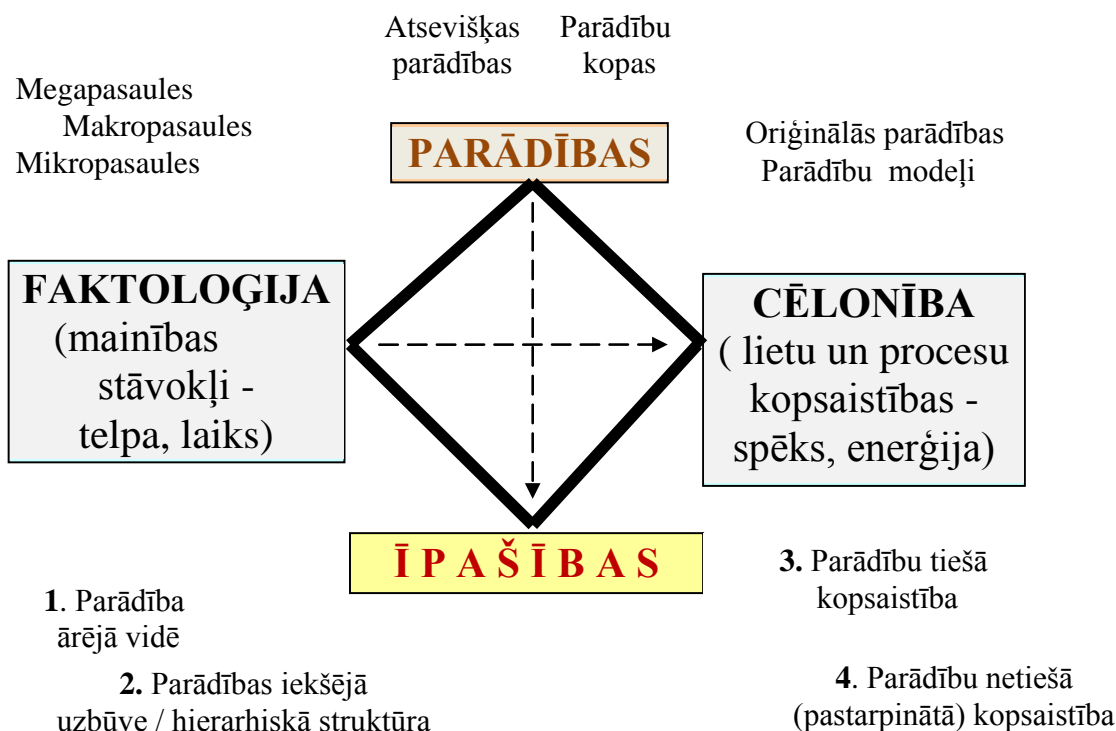 Atsevišķas Parādību
parādības kopas
Megapasaules
Makropasaules
Mikropasaules
PARĀDĪBAS
Oriģinālās parādības
Parādību modeļi
FAKTOLOĢIJA
(mainības
stāvokļi -
telpa, laiks)
CĒLONĪBA
( lietu un procesu
kopsaistības -
spēks, enerģija)
Ī P A Š Ī B A S
1. Parādība
ārējā vidē
2. Parādības iekšējā
uzbūve / hierarhiskā struktūra
3. Parādību tiešā
kopsaistība
4. Parādību netiešā
(pastarpinātā) kopsaistība